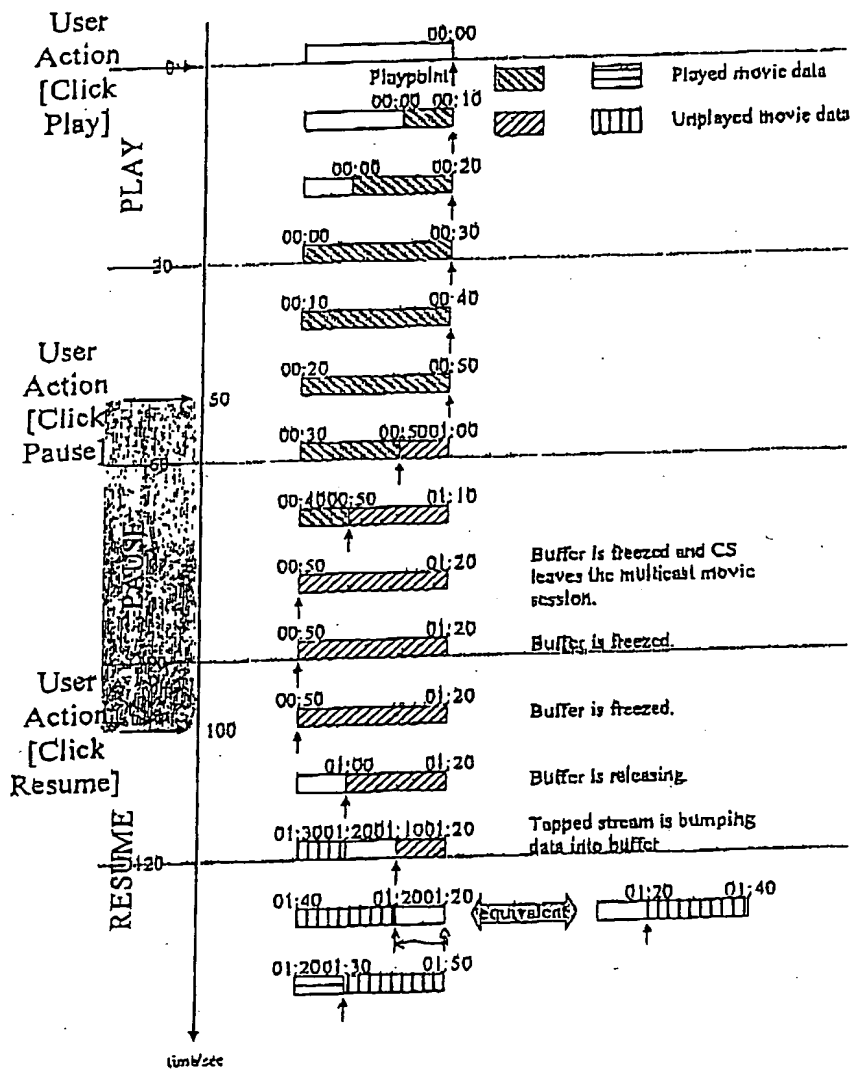 User
Action
[Click
Play]
0
00:00
Playpoint
Played movie data
00:00 00:10
Unplayed movie data
PLAY
00:00 00:20
00:00 00:30
30
00:10 00:40
User
Action
[Click
Pause]
00:20 00:50
50
00:30 00:50 01:00
60
00:40 00:50 01:10
PAUSE
00:50 01:20
Buffer is freezed and CS
leaves the multicast movie
session.
00:50 01:20
Buffer is freezed.
90
User
Action
[Click
Resume]
00:50 01:20
Buffer is freezed.
100
01:00 01:20
Buffer is releasing.
RESUME
01:30 01:20 01:10 01:20
Tapped stream is bumping
data into buffer
120
01:40 01:20 01:20
equivalent
01:20 01:40
01:20 01:30 01:50
time/sec